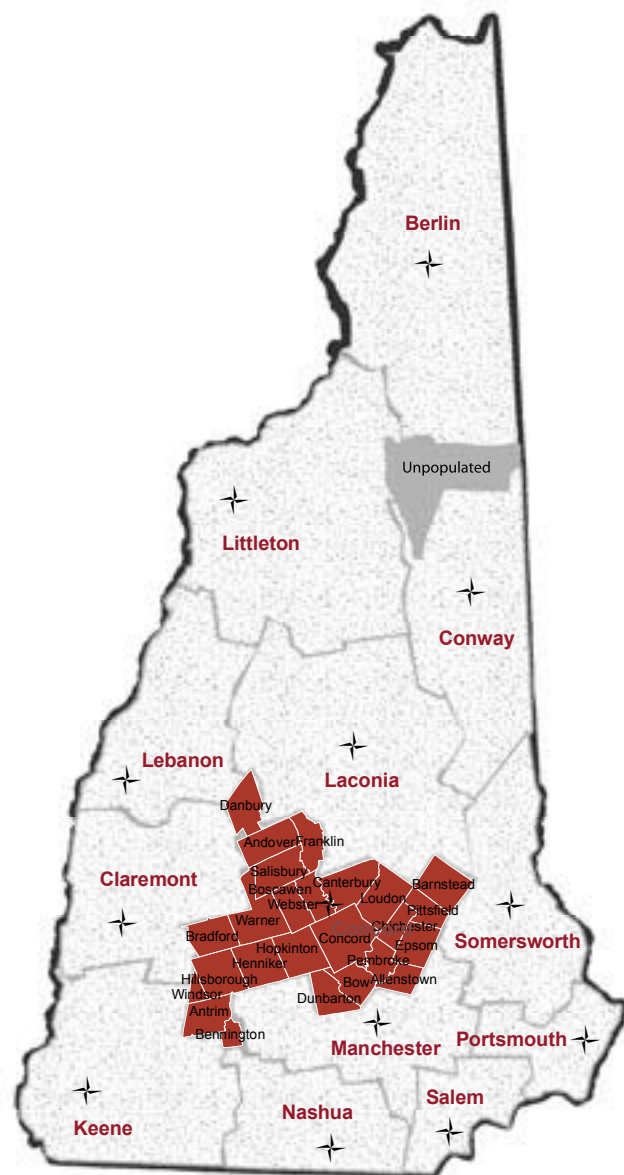 Berlin
Unpopulated
Littleton
Conway
Lebanon
Laconia
Danbury
Andover
Franklin
Salisbury
Claremont
Boscawen
Canterbury
Barnstead
Webster
Loudon
Warner
Pittsfield
Chichester
Bradford
Concord
Somersworth
Hopkinton
Epsom
Henniker
Pembroke
Hillsborough
Bow
Allenstown
Windsor
Dunbarton
Antrim
Bennington
Manchester
Portsmouth
Keene
Nashua
Salem